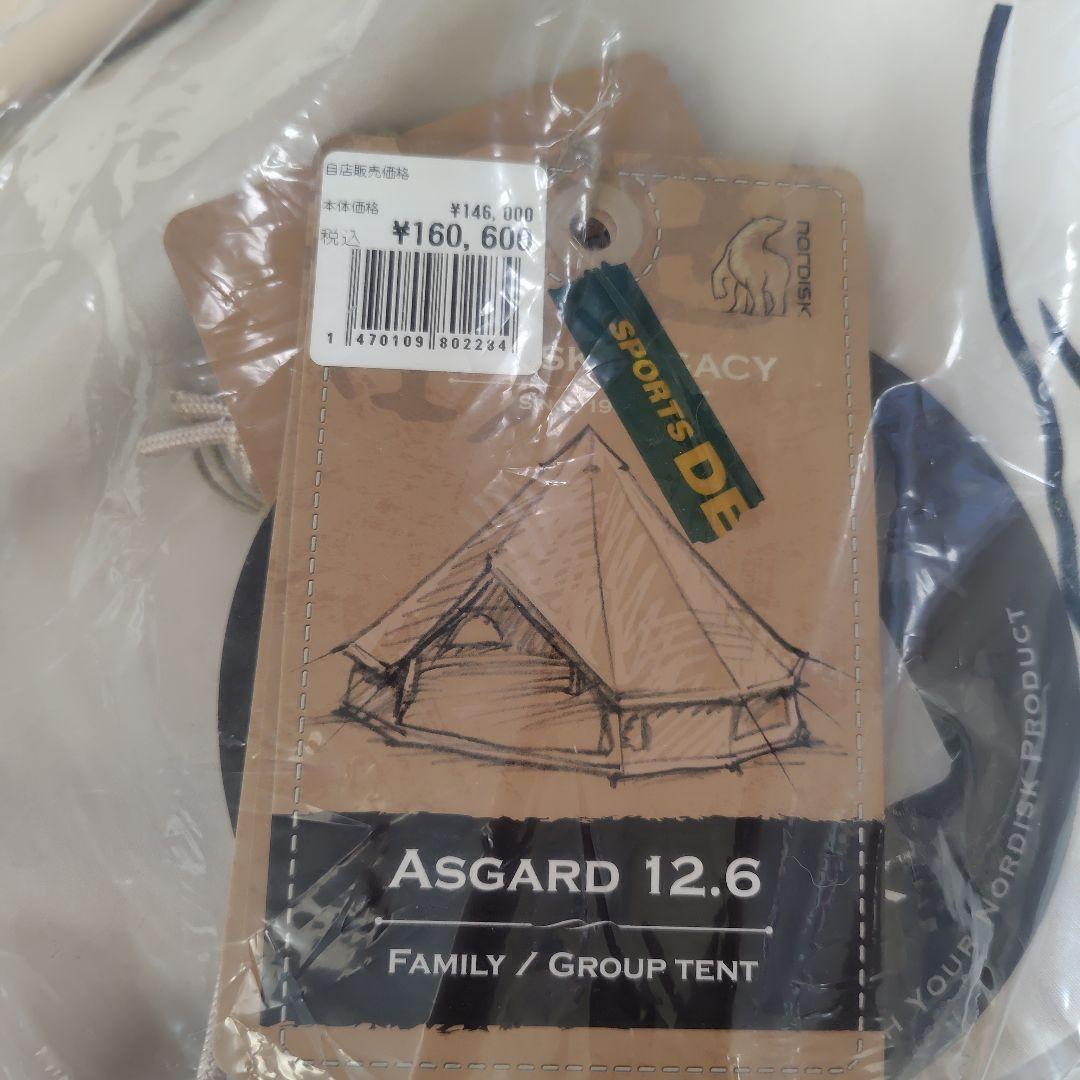 自店販売価格
本体価格 ¥146,000
税込 ¥160,600
1 470109 802234
NORDISK
SPORTS DE
ASGARD 12.6
FAMILY / GROUP TENT
YOUR NORDISK PRODUCT